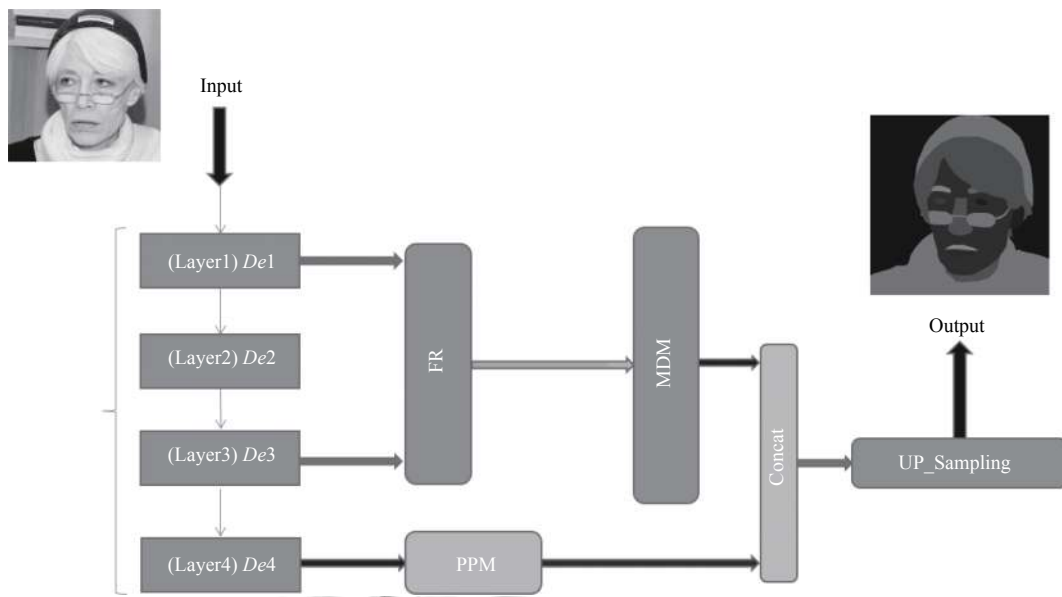 Input
(Layer1) De1
(Layer2) De2
(Layer3) De3
(Layer4) De4
FR
PPM
MDM
Concat
UP_Sampling
Output